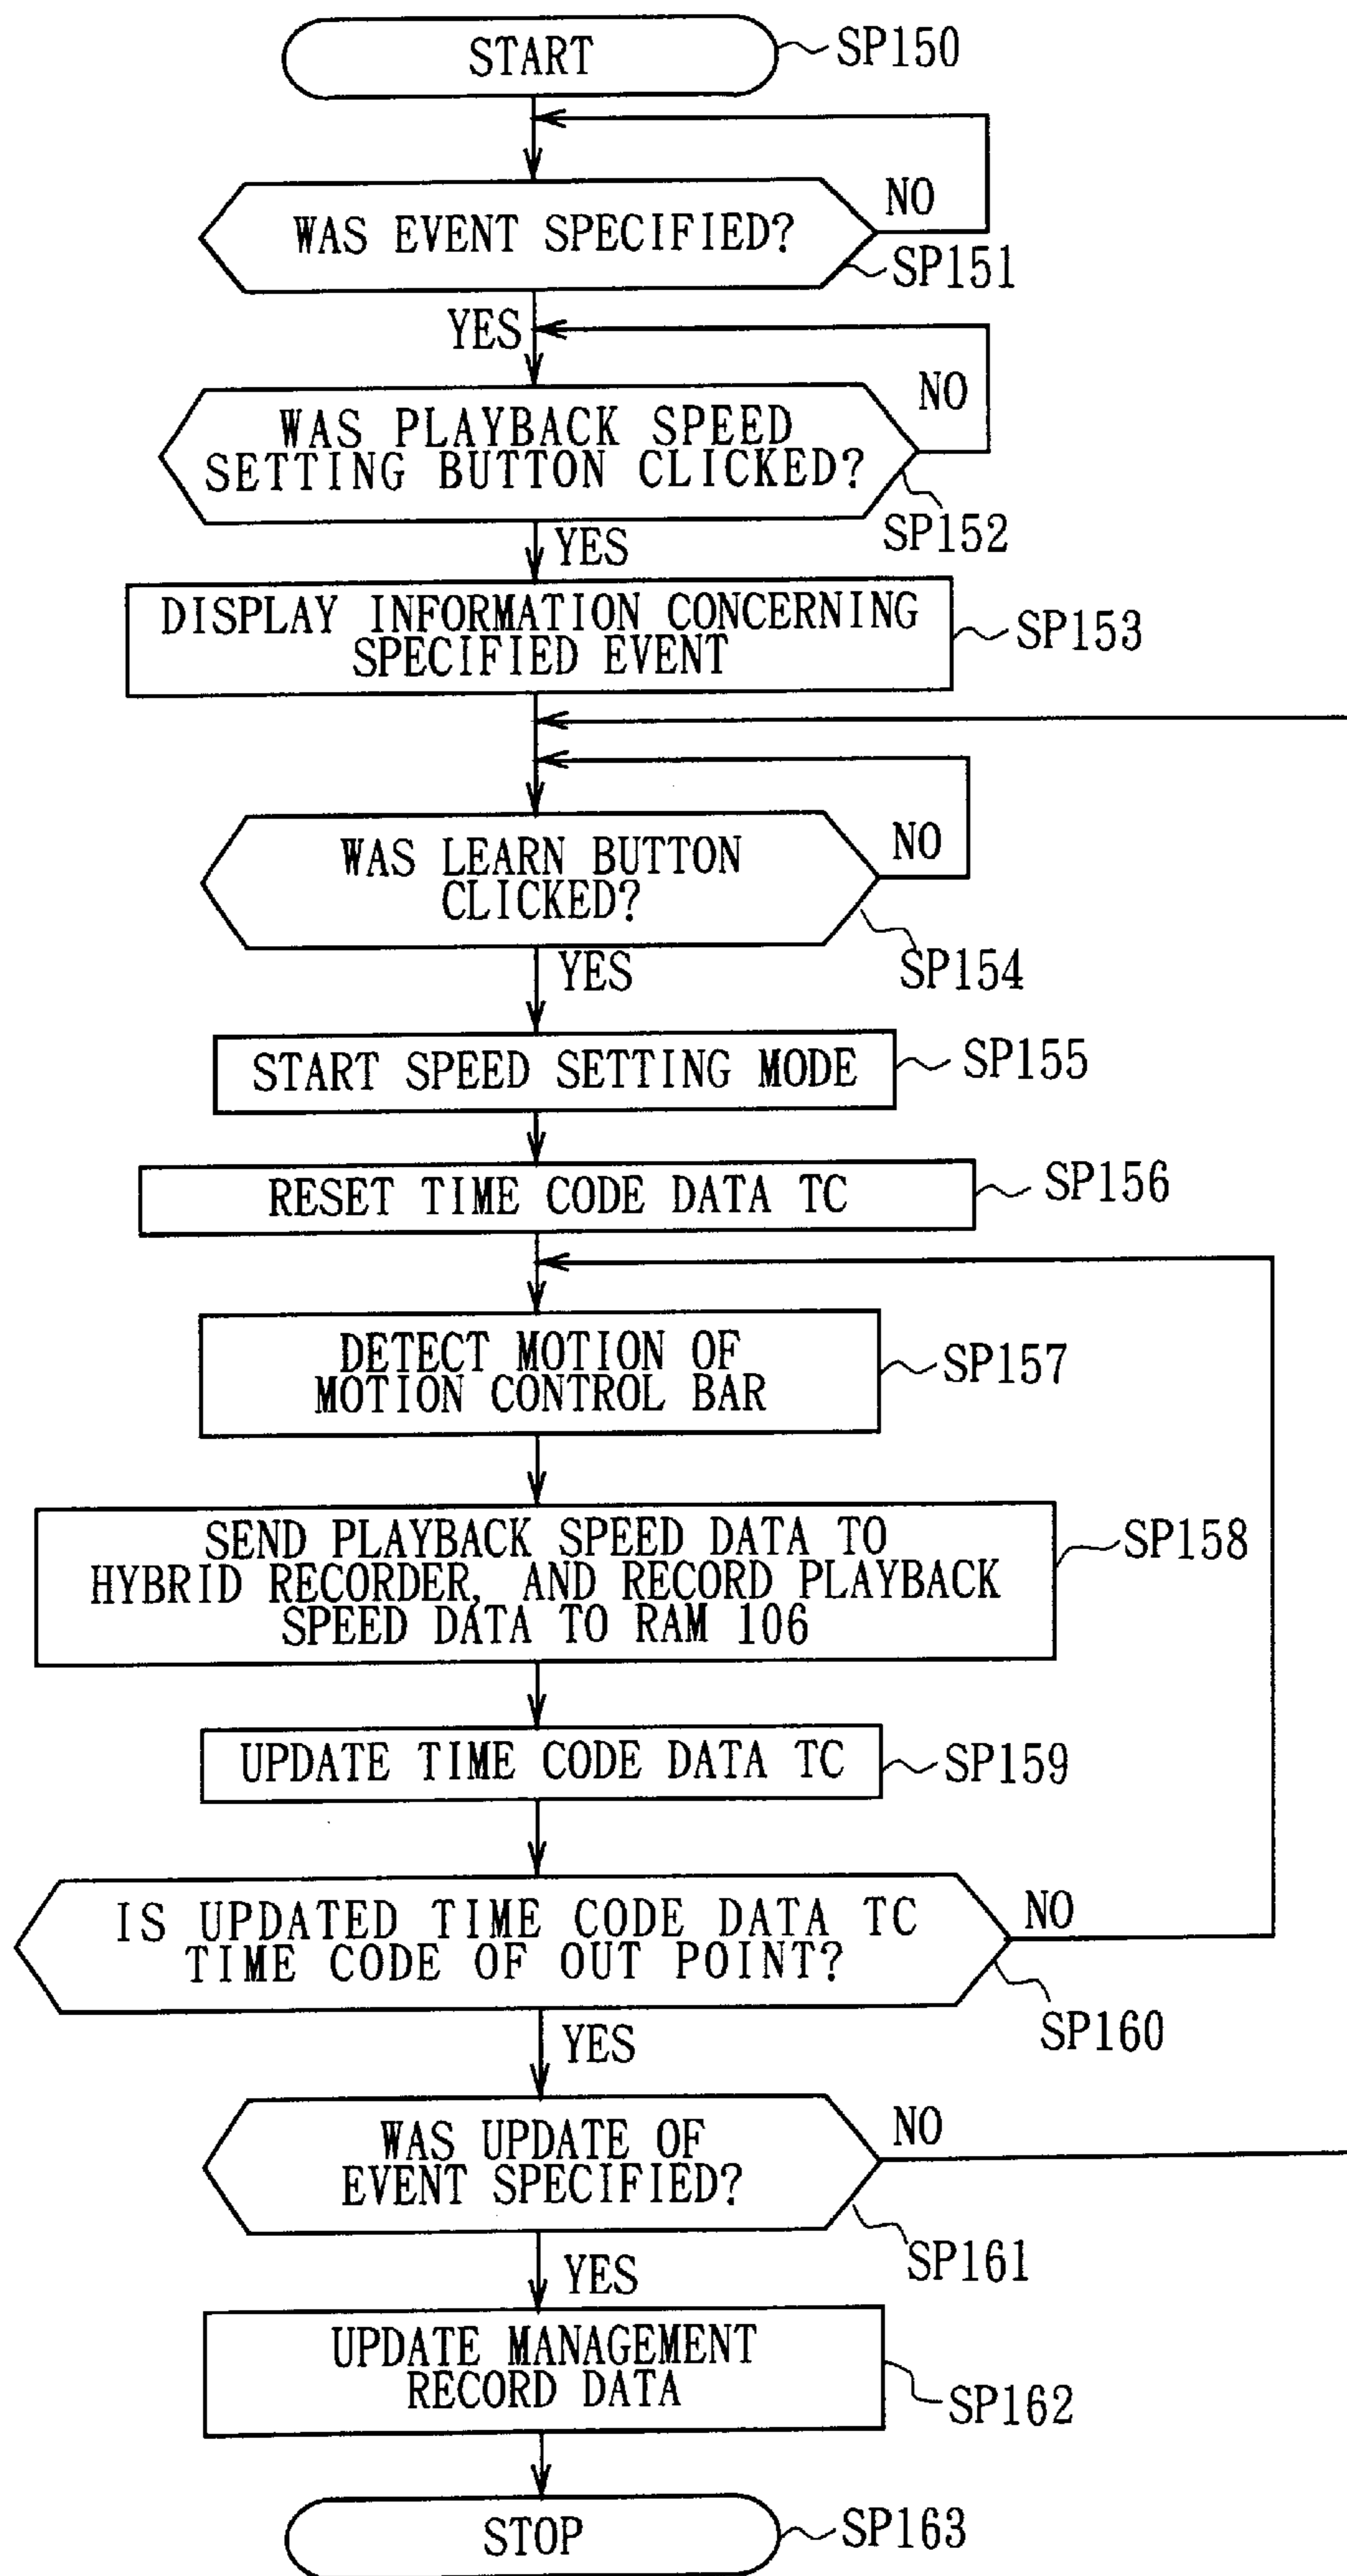 START
SP150
NO
WAS EVENT SPECIFIED?
SP151
YES
NO
WAS PLAYBACK SPEED
SETTING BUTTON CLICKED?
SP152
YES
DISPLAY INFORMATION CONCERNING
SPECIFIED EVENT
SP153
WAS LEARN BUTTON
CLICKED?
NO
SP154
YES
START SPEED SETTING MODE
SP155
RESET TIME CODE DATA TC
SP156
DETECT MOTION OF
MOTION CONTROL BAR
SP157
SEND PLAYBACK SPEED DATA TO
HYBRID RECORDER, AND RECORD PLAYBACK
SPEED DATA TO RAM 106
SP158
UPDATE TIME CODE DATA TC
SP159
IS UPDATED TIME CODE DATA TC
TIME CODE OF OUT POINT?
NO
SP160
YES
WAS UPDATE OF
EVENT SPECIFIED?
NO
SP161
YES
UPDATE MANAGEMENT
RECORD DATA
SP162
STOP
SP163